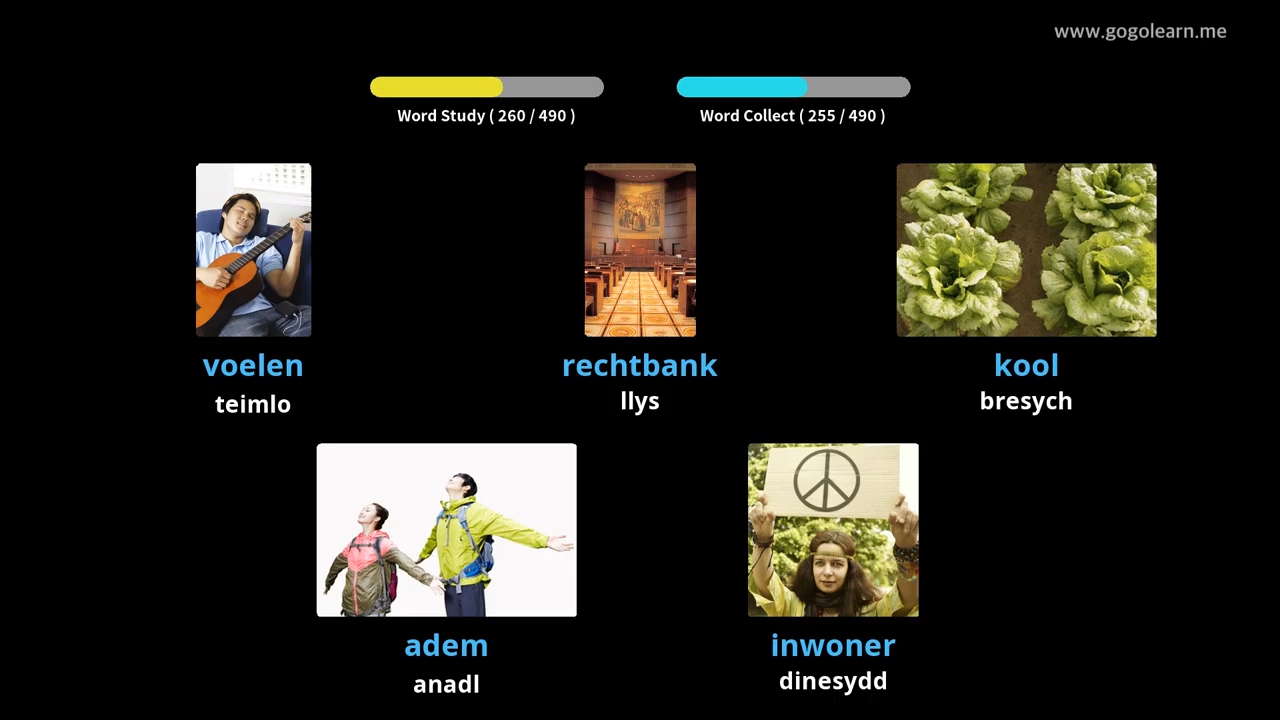 www.gogolearn.me
Word Study ( 260 / 490 )
Word Collect ( 255 / 490 )
voelen
teimlo
rechtbank
llys
kool
bresych
adem
anadl
inwoner
dinesydd